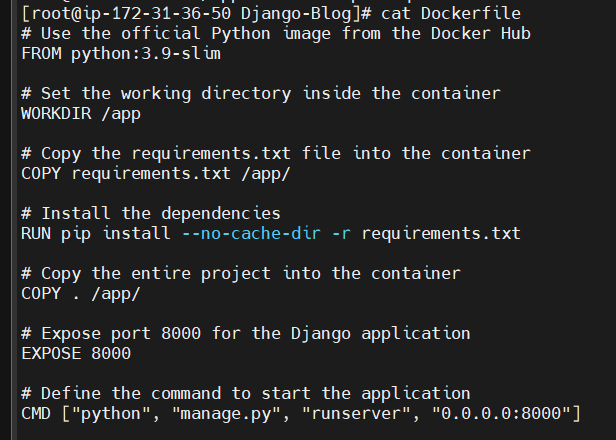 [root@ip-172-31-36-50 Django-Blog]# cat Dockerfile
# Use the official Python image from the Docker Hub
FROM python:3.9-slim
# Set the working directory inside the container
WORKDIR /app
# Copy the requirements.txt file into the container
COPY requirements.txt /app/
# Install the dependencies
RUN pip install --no-cache-dir -r requirements.txt
# Copy the entire project into the container
COPY . /app/
# Expose port 8000 for the Django application
EXPOSE 8000
# Define the command to start the application
CMD ["python", "manage.py", "runserver", "0.0.0.0:8000"]